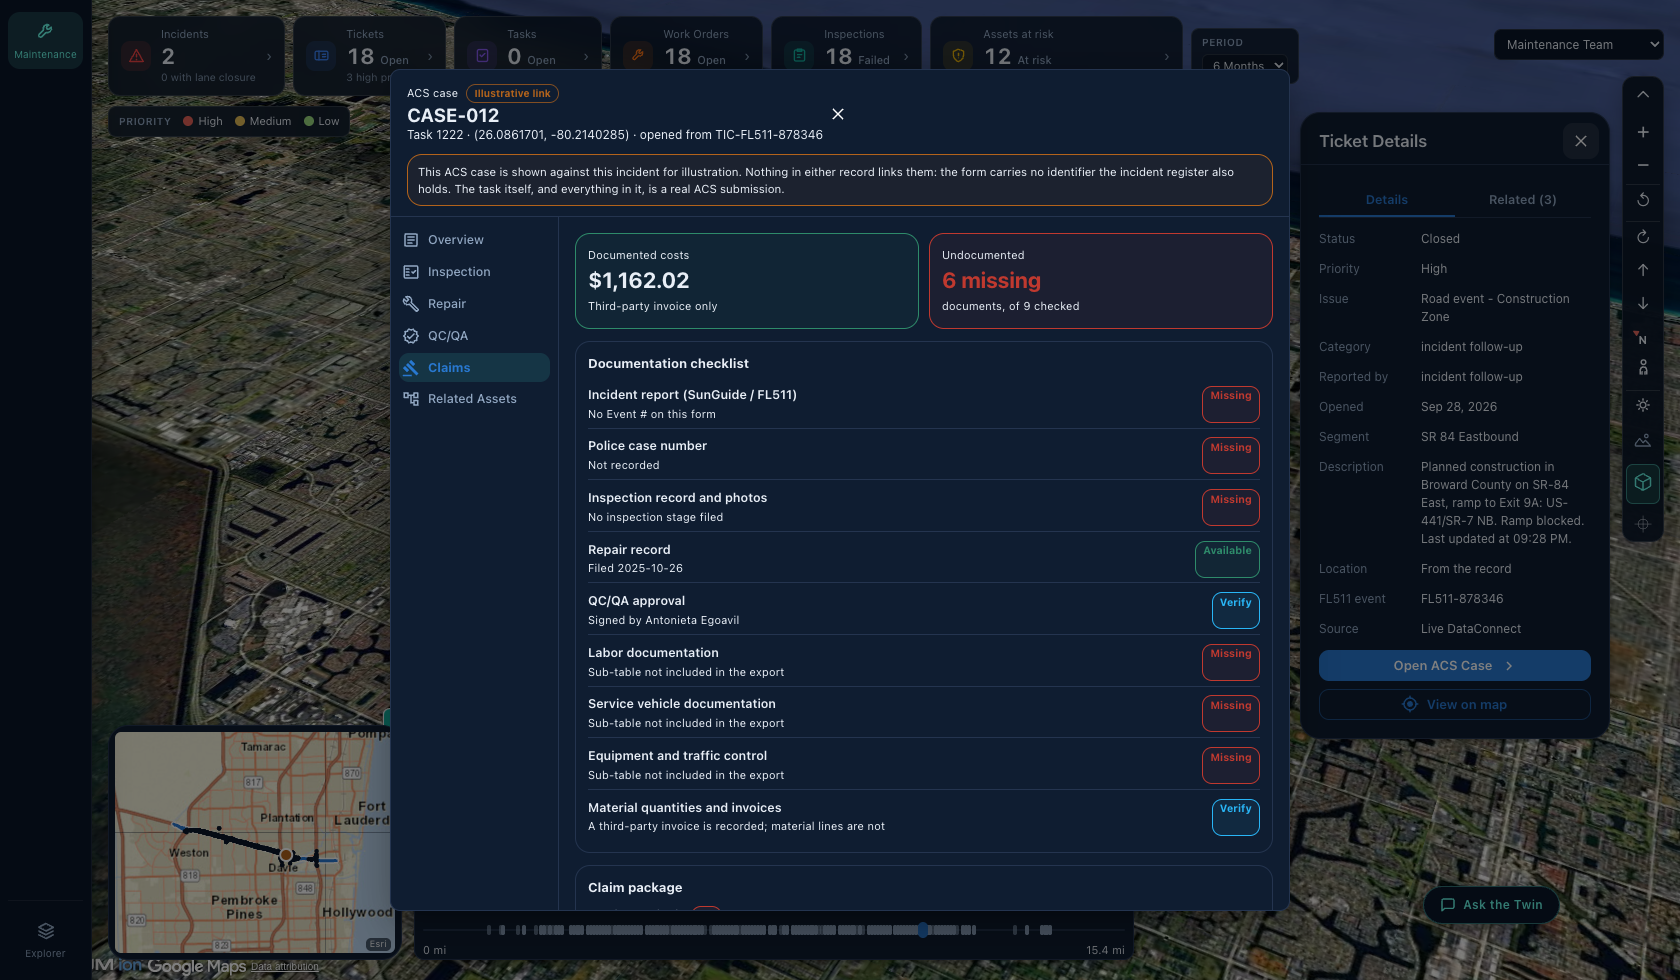 Maintenance
Incidents
2
0 with lane closure
Tickets
18 Open
3 high pr
Tasks
0 Open
Work Orders
18 Open
Inspections
18 Failed
Assets at risk
12 At risk
PERIOD
6 Months
Maintenance Team
PRIORITY High Medium Low
ACS case Illustrative link
CASE-012
Task 1222 · (26.0861701, -80.2140285) · opened from TIC-FL511-878346
This ACS case is shown against this incident for illustration. Nothing in either record links them: the form carries no identifier the incident register also
holds. The task itself, and everything in it, is a real ACS submission.
Overview
Inspection
Repair
QC/QA
Claims
Related Assets
Documented costs
$1,162.02
Third-party invoice only
Undocumented
6 missing
documents, of 9 checked
Documentation checklist
Incident report (SunGuide / FL511)
No Event # on this form
Missing
Police case number
Not recorded
Missing
Inspection record and photos
No inspection stage filed
Missing
Repair record
Filed 2025-10-26
Available
QC/QA approval
Signed by Antonieta Egoavil
Verify
Labor documentation
Sub-table not included in the export
Missing
Service vehicle documentation
Sub-table not included in the export
Missing
Equipment and traffic control
Sub-table not included in the export
Missing
Material quantities and invoices
A third-party invoice is recorded; material lines are not
Verify
Claim package
Ticket Details
Details Related (3)
Status Closed
Priority High
Issue Road event - Construction
Zone
Category incident follow-up
Reported by incident follow-up
Opened Sep 28, 2026
Segment SR 84 Eastbound
Description Planned construction in
Broward County on SR-84
East, ramp to Exit 9A: US-
441/SR-7 NB. Ramp blocked.
Last updated at 09:28 PM.
Location From the record
FL511 event FL511-878346
Source Live DataConnect
Open ACS Case
View on map
N
Ask the Twin
Tamarac
Pomp
870
817
Fort
Lauderd
Plantation
Weston
Davie
818
848
Pembroke
Pines
Hollywood
820
823
Esri
Google Maps Data attribution
0 mi
15.4 mi
Explorer